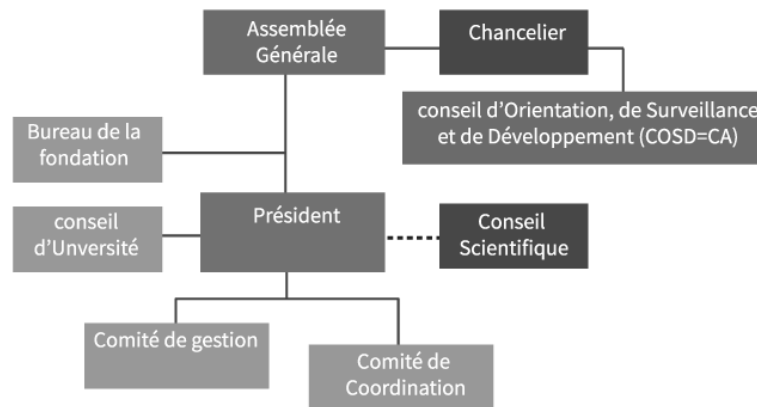 Assemblée
Générale
Chancelier
conseil d'Orientation, de Surveillance
et de Développement (COSD=CA)
Bureau de la
fondation
Président
conseil
d'Unversité
Conseil
Scientifique
Comité de gestion
Comité de
Coordination